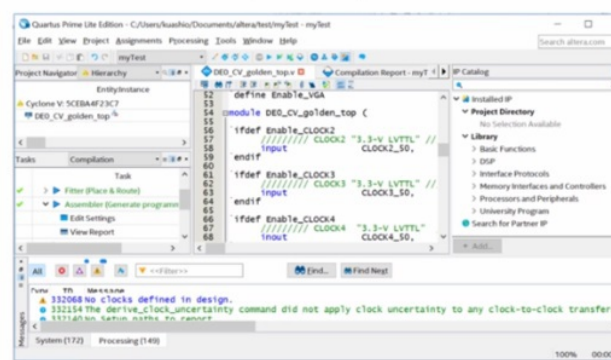 Quartus Prime Lite Edition - C:/Users/kuashio/Documents/altera/test/myTest - myTest
File Edit View Project Assignments Processing Tools Window Help
Search altera.com
myTest
Project Navigator Hierarchy
Entity:Instance
Cyclone V: 5CEBA4F23C7
DE0_CV_golden_top
Tasks Compilation
Task
Fitter (Place & Route)
Assembler (Generate programm
Edit Settings
View Report
DE0_CV_golden_top.v
Compilation Report - myT
52 `define Enable_VGA
53
54 module DE0_CV_golden_top (
55
56 `ifdef Enable_CLOCK2
57 ///////// CLOCK2 "3.3-V LVTTL" //
58 input CLOCK2_50,
59 `endif
60
61 `ifdef Enable_CLOCK3
62 ///////// CLOCK3 "3.3-V LVTTL" //
63 input CLOCK3_50,
64 `endif
65
66 `ifdef Enable_CLOCK4
67 ///////// CLOCK4 "3.3-V LVTTL"
68 inout CLOCK4_50,
IP Catalog
Installed IP
Project Directory
No Selection Available
Library
Basic Functions
DSP
Interface Protocols
Memory Interfaces and Controllers
Processors and Peripherals
University Program
Search for Partner IP
+ Add...
All
<<Filter>>
Find...
Find Next
Type ID Message
332068 No clocks defined in design.
332154 The derive_clock_uncertainty command did not apply clock uncertainty to any clock-to-clock transfer
332140 No Setup paths to report
Messages
System (172) Processing (149)
100% 00:00